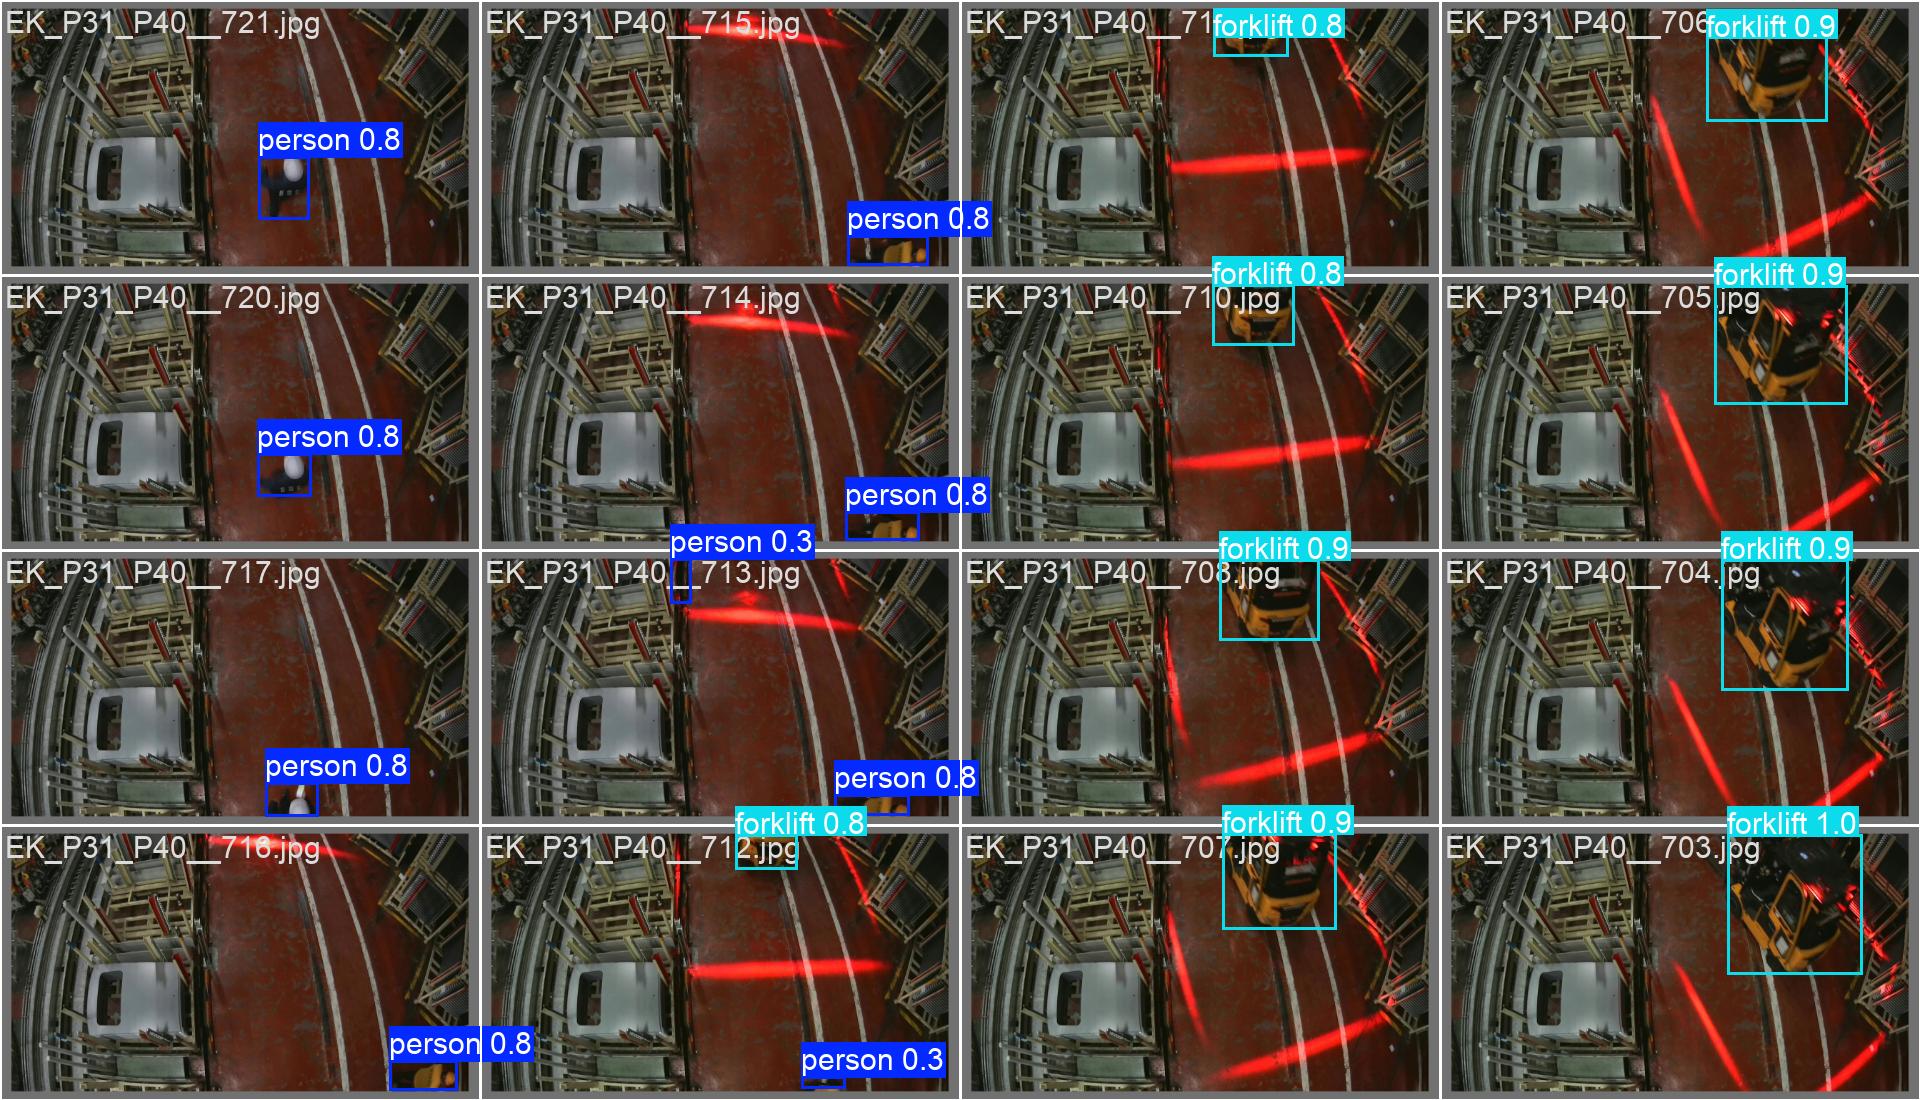 EK_P31_P40__721.jpg
person 0.8
EK_P31_P40__715.jpg
person 0.8
EK_P31_P40__71
forklift 0.8
EK_P31_P40__706
forklift 0.9
EK_P31_P40__720.jpg
person 0.8
EK_P31_P40__714.jpg
person 0.8
EK_P31_P40__710.jpg
forklift 0.8
EK_P31_P40__705.jpg
forklift 0.9
EK_P31_P40__717.jpg
person 0.8
EK_P31_P40__713.jpg
person 0.3
person 0.8
EK_P31_P40__708.jpg
forklift 0.9
EK_P31_P40__704.jpg
forklift 0.9
EK_P31_P40__716.jpg
person 0.8
EK_P31_P40__712.jpg
forklift 0.8
person 0.3
EK_P31_P40__707.jpg
forklift 0.9
EK_P31_P40__703.jpg
forklift 1.0